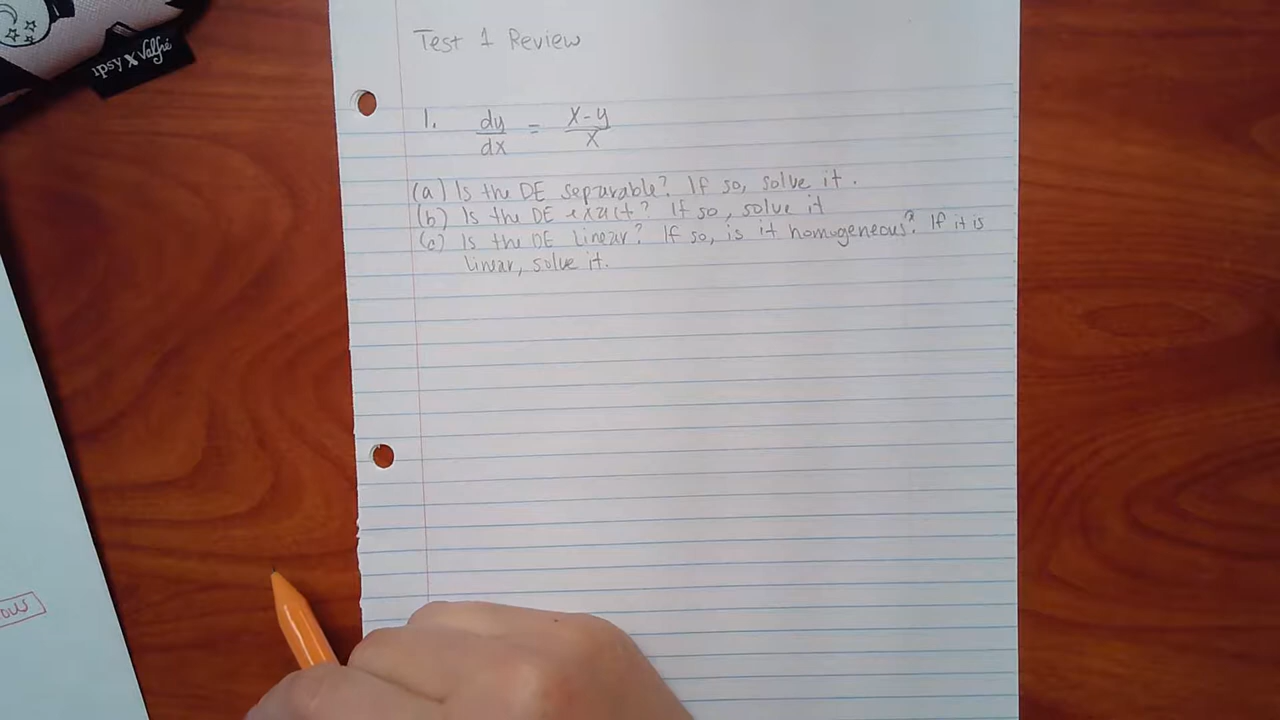 ipsy x Valfré
Test 1 Review
1. dy/dx = x-y/x
(a) Is the DE separable? If so, solve it.
(b) Is the DE exact? If so, solve it
(c) Is the DE linear? If so, is it homogeneous? If it is
linear, solve it.
ous